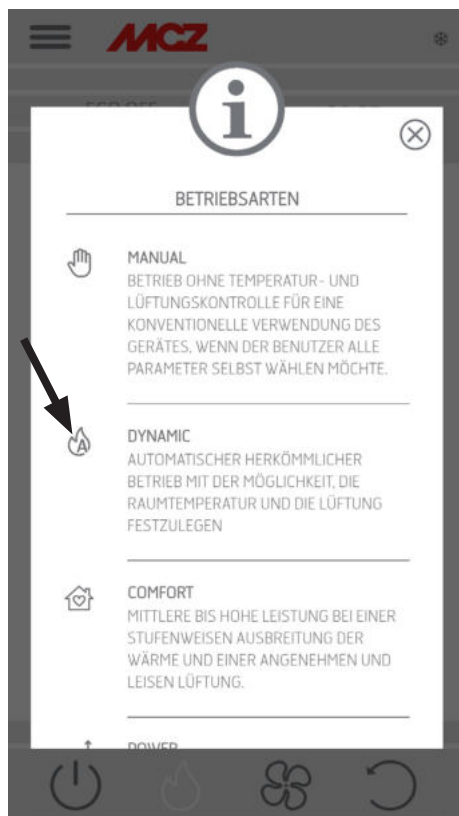 MCZ
BETRIEBSARTEN
MANUAL
BETRIEB OHNE TEMPERATUR- UND
LÜFTUNGSKONTROLLE FÜR EINE
KONVENTIONELLE VERWENDUNG DES
GERÄTES, WENN DER BENUTZER ALLE
PARAMETER SELBST WÄHLEN MÖCHTE.
DYNAMIC
AUTOMATISCHER HERKÖMMLICHER
BETRIEB MIT DER MÖGLICHKEIT, DIE
RAUMTEMPERATUR UND DIE LÜFTUNG
FESTZULEGEN
COMFORT
MITTLERE BIS HOHE LEISTUNG BEI EINER
STUFENWEISEN AUSBREITUNG DER
WÄRME UND EINER ANGENEHMEN UND
LEISEN LÜFTUNG.
POWER